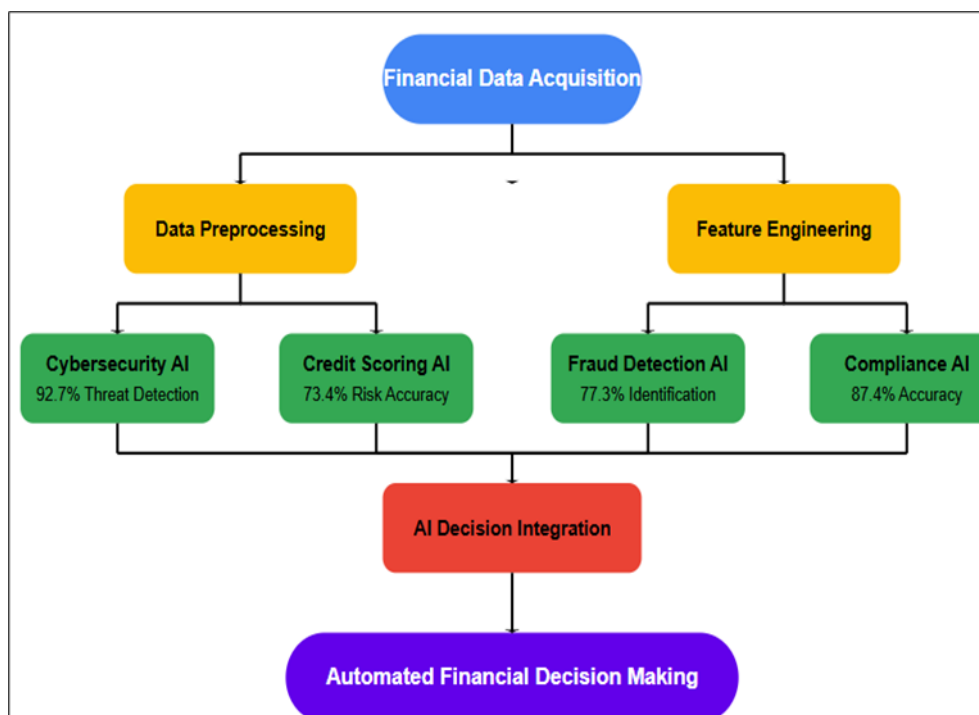 Financial Data Acquisition
Data Preprocessing
Feature Engineering
Cybersecurity AI
92.7% Threat Detection
Credit Scoring AI
73.4% Risk Accuracy
Fraud Detection AI
77.3% Identification
Compliance AI
87.4% Accuracy
AI Decision Integration
Automated Financial Decision Making